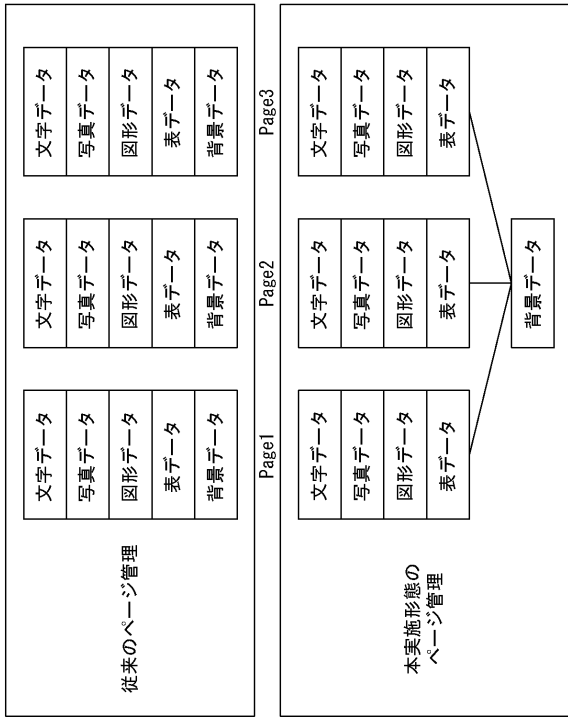 従来のページ管理
文字データ
写真データ
図形データ
表データ
背景データ
文字データ
写真データ
図形データ
表データ
背景データ
文字データ
写真データ
図形データ
表データ
背景データ
Page1
Page2
Page3
本実施形態の
ページ管理
文字データ
写真データ
図形データ
表データ
文字データ
写真データ
図形データ
表データ
文字データ
写真データ
図形データ
表データ
背景データ